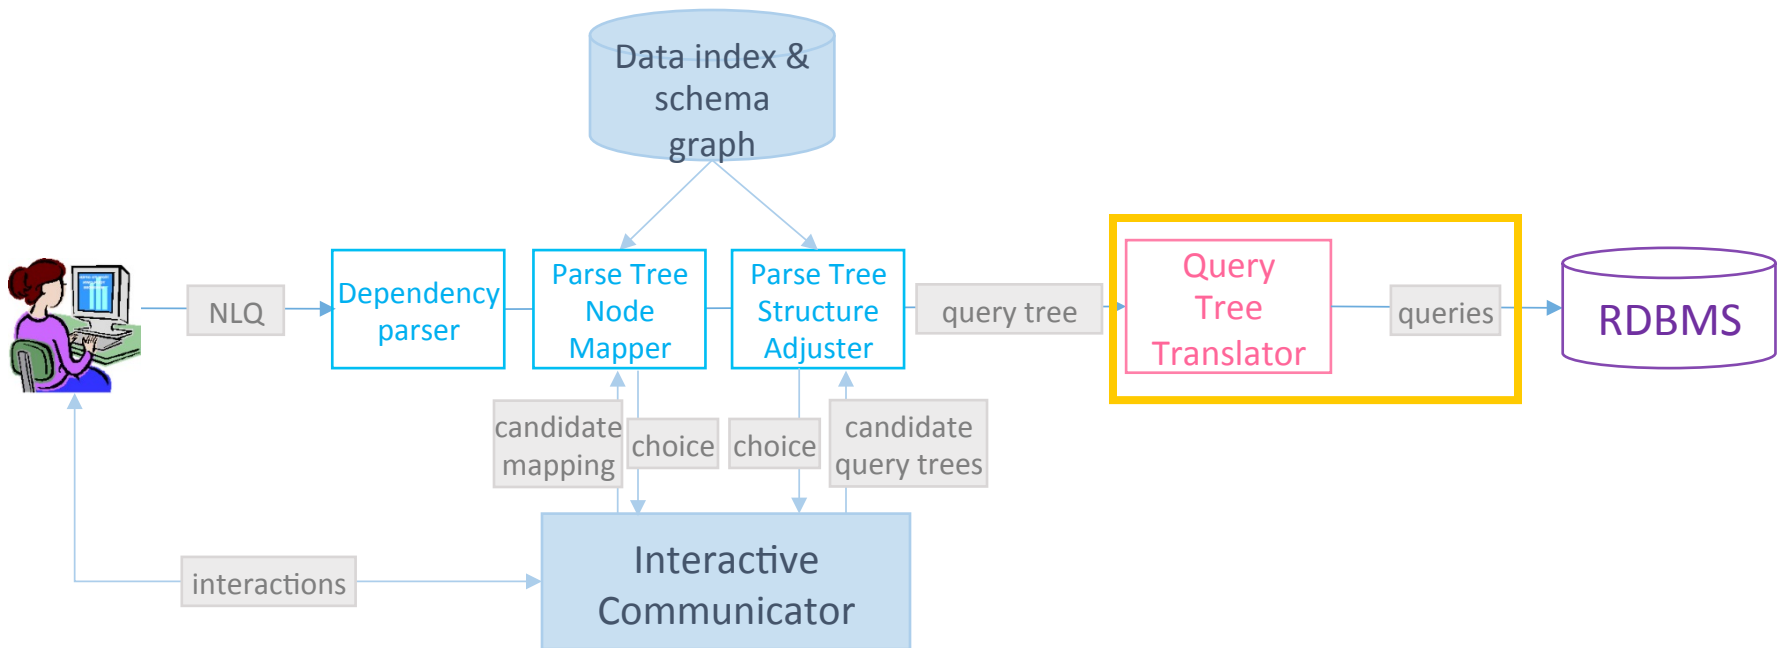 Data index &
schema
graph
NLQ
Dependency
parser
Parse Tree
Node
Mapper
Parse Tree
Structure
Adjuster
query tree
Query
Tree
Translator
queries
RDBMS
candidate
mapping
choice
choice
candidate
query trees
interactions
Interactive
Communicator